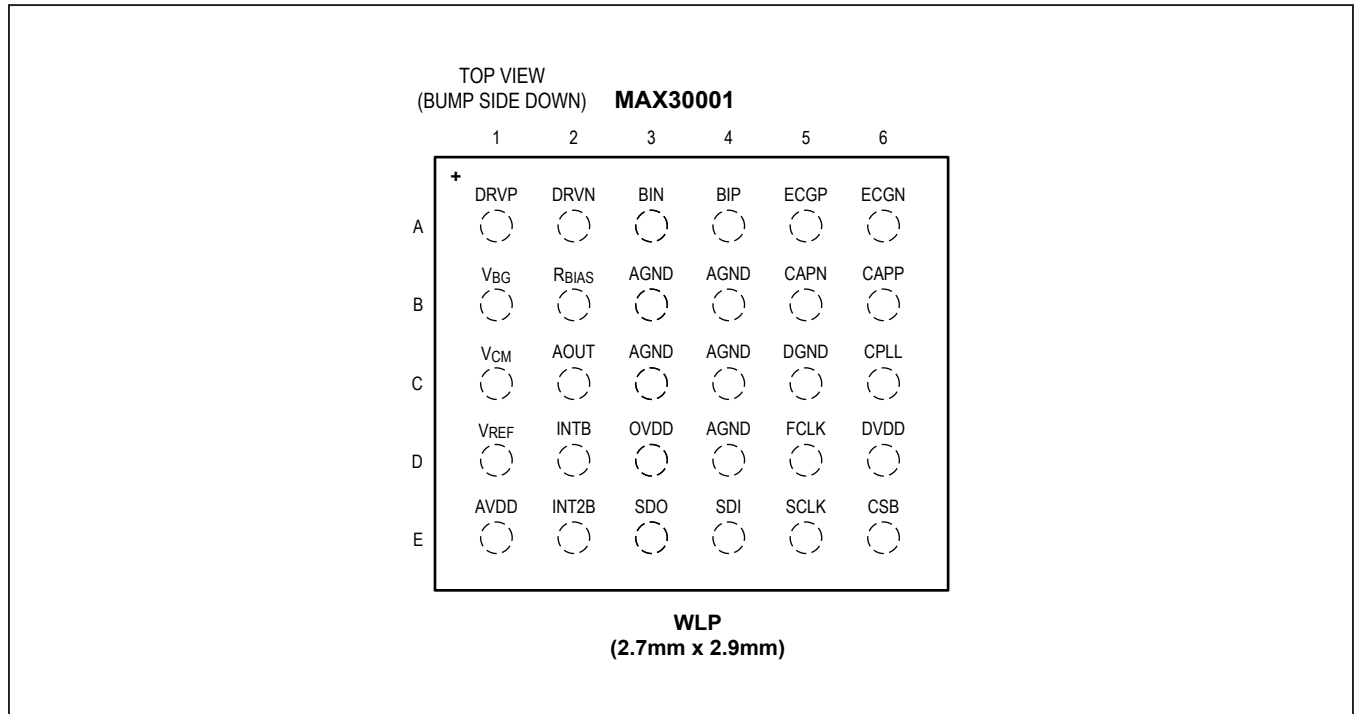 TOP VIEW
(BUMP SIDE DOWN) MAX30001
1 2 3 4 5 6
+
DRVP DRVN BIN BIP ECGP ECGN
A
VBG RBIAS AGND AGND CAPN CAPP
B
VCM AOUT AGND AGND DGND CPLL
C
VREF INTB OVDD AGND FCLK DVDD
D
AVDD INT2B SDO SDI SCLK CSB
E
WLP
(2.7mm x 2.9mm)